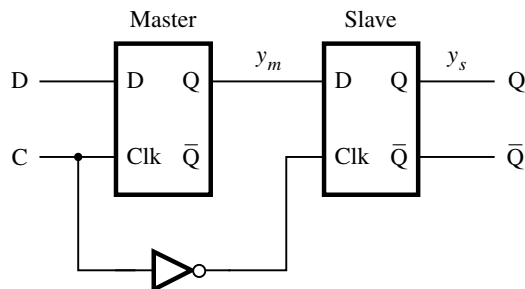 Master Slave
D D Q y_m D Q y_s Q
C Clk Q̅ Clk Q̅ Q̅